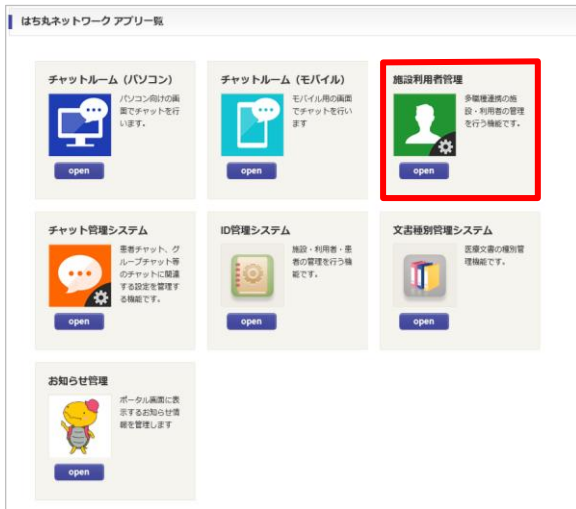 はち丸ネットワーク アプリ一覧
チャットルーム（パソコン）
パソコン向けの画
面でチャットを行
います。
open
チャットルーム（モバイル）
モバイル用の画面
でチャットを行い
ます
open
施設利用者管理
多職種連携の施
設・利用者の管理
を行う機能です。
open
チャット管理システム
患者チャット、グ
ループチャット等
のチャットに関連
する設定を管理す
る機能です。
open
ID管理システム
施設・利用者・患
者の管理を行う機
能です。
open
文書種別管理システム
医療文書の種別管
理機能です。
open
お知らせ管理
ポータル画面に表
示するお知らせ情
報を管理します
open